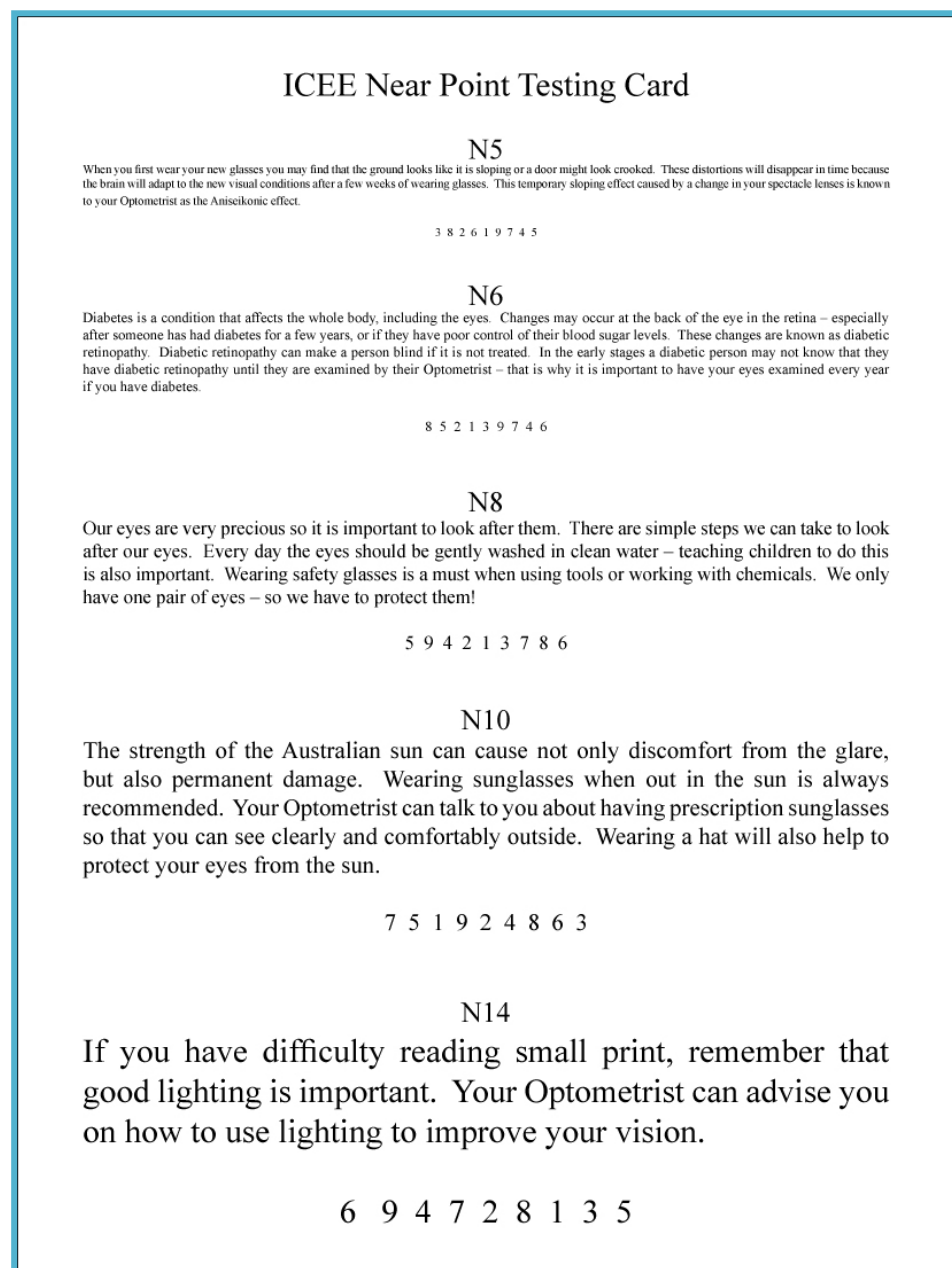 ICEE Near Point Testing Card
N5
When you first wear your new glasses you may find that the ground looks like it is sloping or a door might look crooked.  These distortions will disappear in time because
the brain will adapt to the new visual conditions after a few weeks of wearing glasses.  This temporary sloping effect caused by a change in your spectacle lenses is known
to your Optometrist as the Aniseikonic effect.
3 8 2 6 1 9 7 4 5
N6
Diabetes is a condition that affects the whole body, including the eyes.  Changes may occur at the back of the eye in the retina – especially
after someone has had diabetes for a few years, or if they have poor control of their blood sugar levels.  These changes are known as diabetic
retinopathy.  Diabetic retinopathy can make a person blind if it is not treated.  In the early stages a diabetic person may not know that they
have diabetic retinopathy until they are examined by their Optometrist – that is why it is important to have your eyes examined every year
if you have diabetes.
8 5 2 1 3 9 7 4 6
N8
Our eyes are very precious so it is important to look after them.  There are simple steps we can take to look
after our eyes.  Every day the eyes should be gently washed in clean water – teaching children to do this
is also important.  Wearing safety glasses is a must when using tools or working with chemicals.  We only
have one pair of eyes – so we have to protect them!
5 9 4 2 1 3 7 8 6
N10
The strength of the Australian sun can cause not only discomfort from the glare,
but also permanent damage.  Wearing sunglasses when out in the sun is always
recommended.  Your Optometrist can talk to you about having prescription sunglasses
so that you can see clearly and comfortably outside.  Wearing a hat will also help to
protect your eyes from the sun.
7 5 1 9 2 4 8 6 3
N14
If you have difficulty reading small print, remember that
good lighting is important.  Your Optometrist can advise you
on how to use lighting to improve your vision.
6 9 4 7 2 8 1 3 5